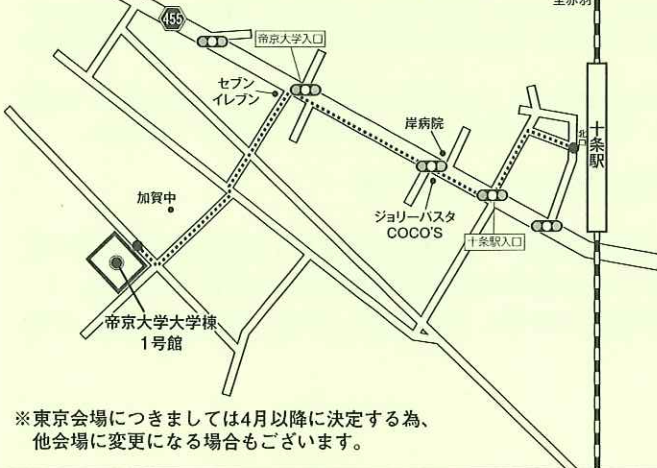 至赤羽
455
帝京大学入口
セブン
イレブン
岸病院
北口
十条駅
加賀中
ジョリーパスタ
COCO'S
十条駅入口
帝京大学大学棟
1号館
※東京会場につきましては4月以降に決定する為、
他会場に変更になる場合もございます。